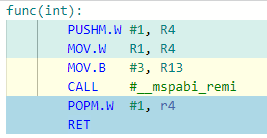 func(int):
PUSHM.W #1, R4
MOV.W R1, R4
MOV.B #3, R13
CALL #__mspabi_remi
POPM.W #1, r4
RET